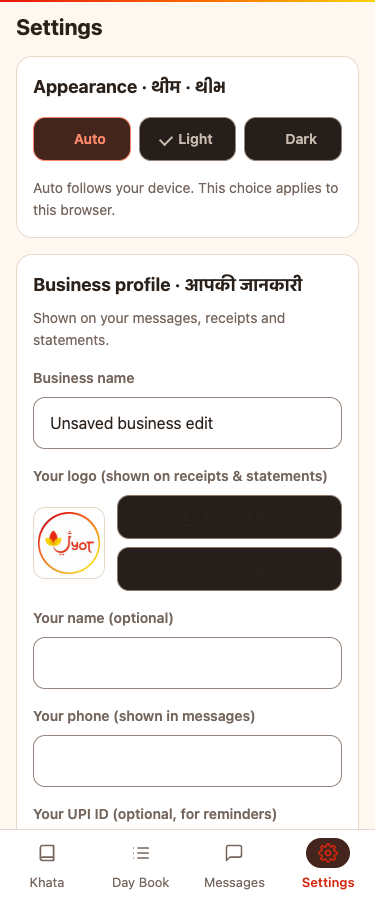 Settings
Appearance · थीम · थीभ
Auto
Light
Dark
Auto follows your device. This choice applies to
this browser.
Business profile · आपकी जानकारी
Shown on your messages, receipts and
statements.
Business name
Unsaved business edit
Your logo (shown on receipts & statements)
Jyot
Your name (optional)
Your phone (shown in messages)
Your UPI ID (optional, for reminders)
Khata
Day Book
Messages
Settings